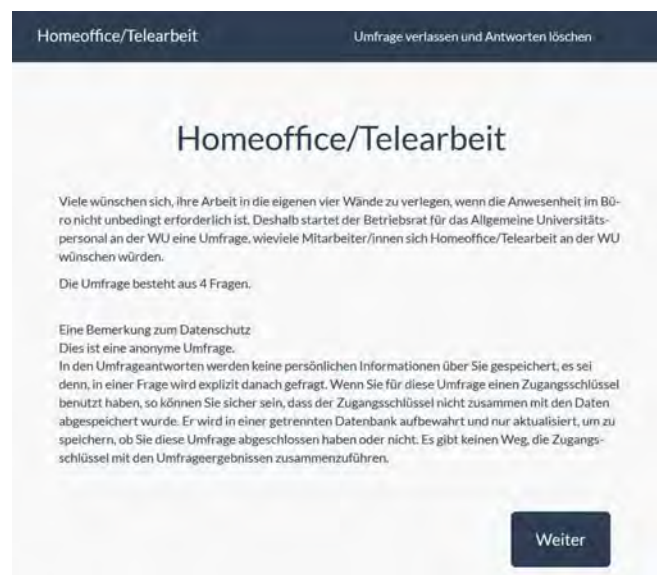 Homeoffice/Telearbeit
Umfrage verlassen und Antworten löschen
Homeoffice/Telearbeit
Viele wünschen sich, ihre Arbeit in die eigenen vier Wände zu verlegen, wenn die Anwesenheit im Bü-
ro nicht unbedingt erforderlich ist. Deshalb startet der Betriebsrat für das Allgemeine Universitäts-
personal an der WU eine Umfrage, wieviele Mitarbeiter/innen sich Homeoffice/Telearbeit an der WU
wünschen würden.
Die Umfrage besteht aus 4 Fragen.
Eine Bemerkung zum Datenschutz
Dies ist eine anonyme Umfrage.
In den Umfrageantworten werden keine persönlichen Informationen über Sie gespeichert, es sei
denn, in einer Frage wird explizit danach gefragt. Wenn Sie für diese Umfrage einen Zugangsschlüssel
benutzt haben, so können Sie sicher sein, dass der Zugangsschlüssel nicht zusammen mit den Daten
abgespeichert wurde. Er wird in einer getrennten Datenbank aufbewahrt und nur aktualisiert, um zu
speichern, ob Sie diese Umfrage abgeschlossen haben oder nicht. Es gibt keinen Weg, die Zugangs-
schlüssel mit den Umfrageergebnissen zusammenzuführen.
Weiter